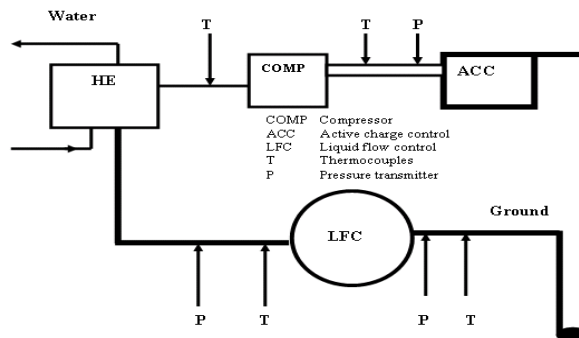 Water
T
T
P
HE
COMP
ACC
COMP Compressor
ACC Active charge control
LFC Liquid flow control
T Thermocouples
P Pressure transmitter
Ground
LFC
P
T
P
T